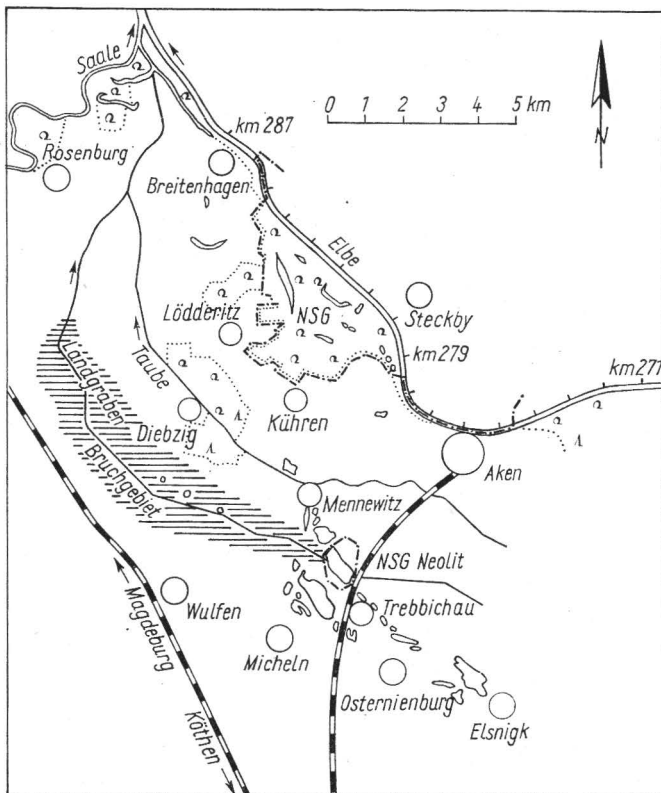 Saale
km 287
0 1 2 3 4 5 km
N
Rosenburg
Breitenhagen
Elbe
Lödderitz
NSG
Steckby
km 279
km 277
Landgraben
Taube
Diebzig
Kühren
Aken
Bruchgebiet
Mennewitz
NSG Neolit
Wulfen
Trebbichau
Magdeburg
Micheln
Osternienburg
Köthen
Elsnigk